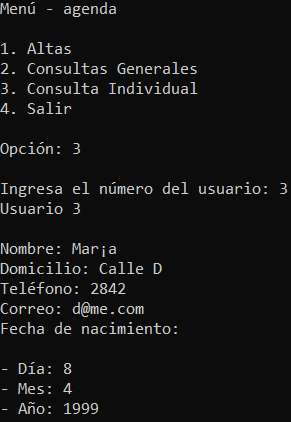 Menú - agenda
1. Altas
2. Consultas Generales
3. Consulta Individual
4. Salir
Opción: 3
Ingresa el número del usuario: 3
Usuario 3
Nombre: Mar¡a
Domicilio: Calle D
Teléfono: 2842
Correo: d@me.com
Fecha de nacimiento:
- Día: 8
- Mes: 4
- Año: 1999